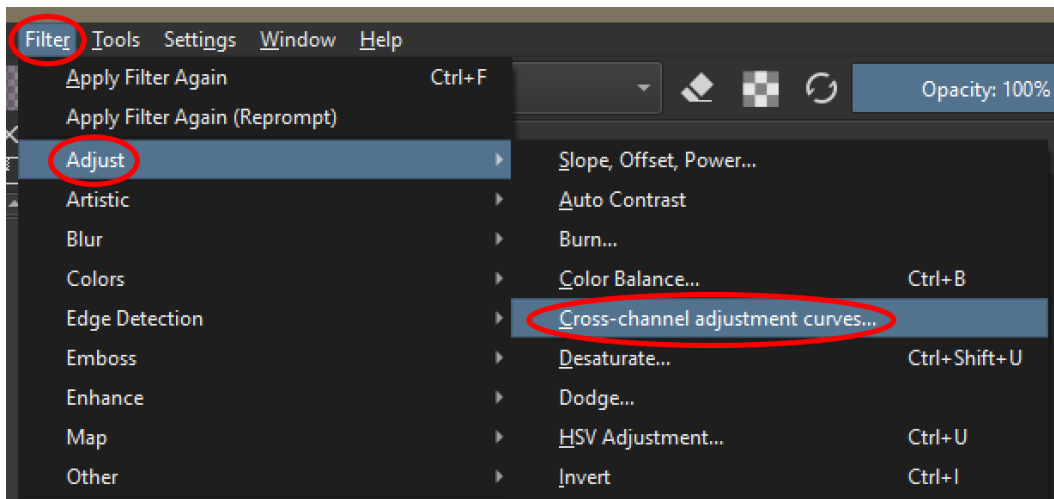 Filter Tools Settings Window Help
Apply Filter Again Ctrl+F
Opacity: 100%
Apply Filter Again (Reprompt)
Adjust
Slope, Offset, Power...
Artistic
Auto Contrast
Blur
Burn...
Colors
Color Balance... Ctrl+B
Edge Detection
Cross-channel adjustment curves...
Emboss
Desaturate... Ctrl+Shift+U
Enhance
Dodge...
Map
HSV Adjustment... Ctrl+U
Other
Invert Ctrl+I